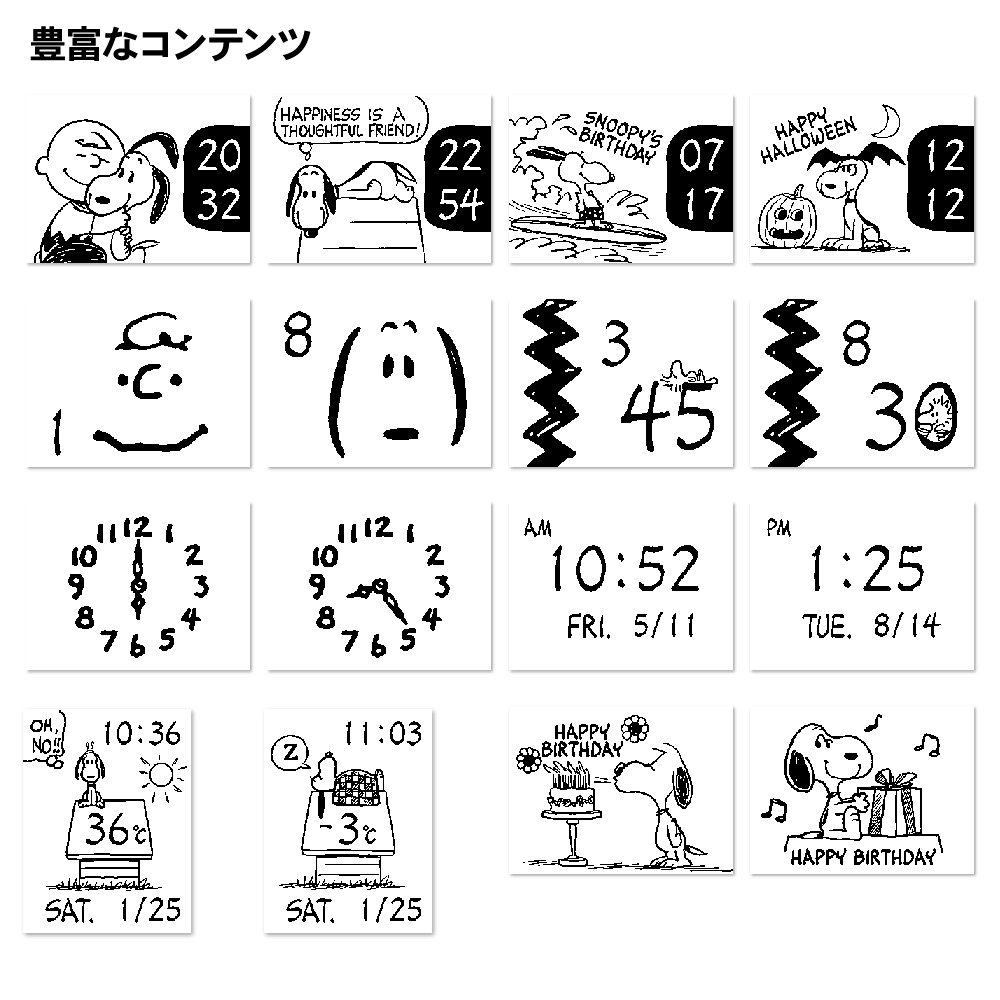 豊富なコンテンツ
20
32
HAPPINESS IS A
THOUGHTFUL FRIEND!
22
54
SNOOPY'S
BIRTHDAY
07
17
HAPPY
HALLOWEEN
12
12
1
8
3
45
8
30
12
1
2
3
4
5
6
7
8
9
10
11
12
1
2
3
4
5
6
7
8
9
10
11
AM
10:52
FRI. 5/11
PM
1:25
TUE. 8/14
OH,
NO!!
10:36
36℃
SAT. 1/25
Z
11:03
-3℃
SAT. 1/25
HAPPY
BIRTHDAY
HAPPY BIRTHDAY